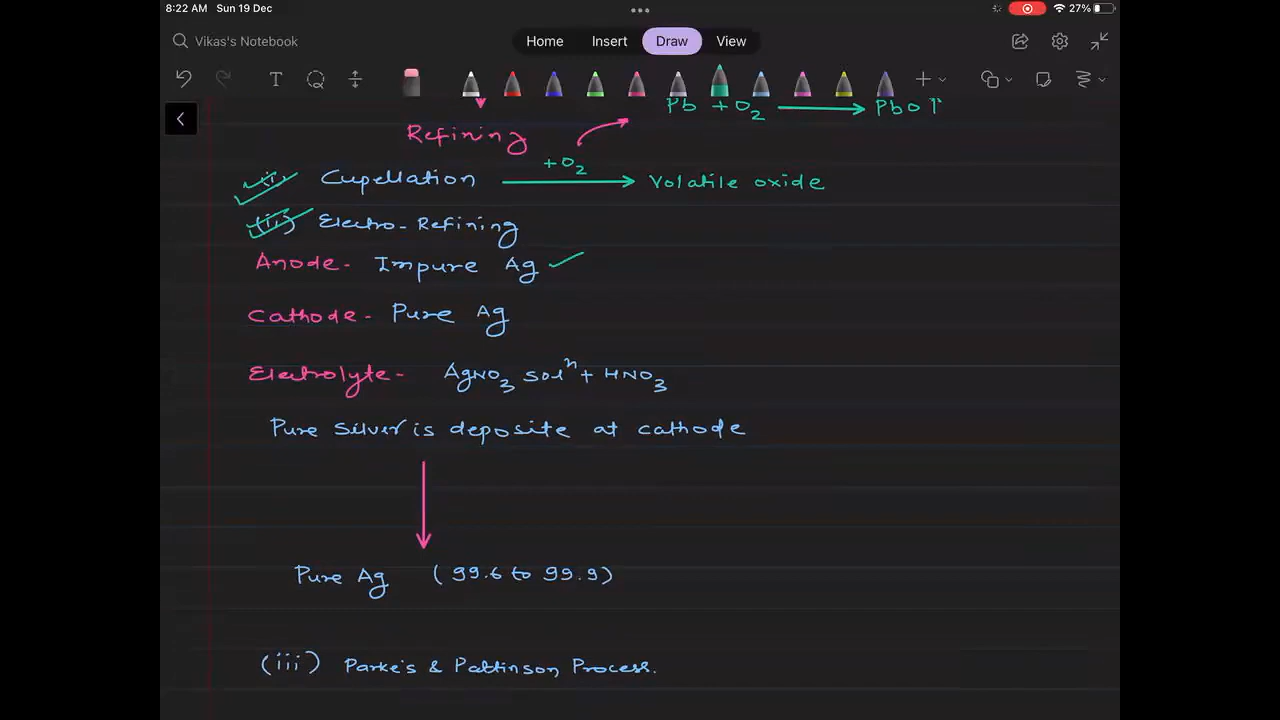 8:22 AM Sun 19 Dec
27%
Vikas's Notebook
Home Insert Draw View
Pb + O2 → PbO↑
Refining
+O2
(i) Cupellation → Volatile oxide
(ii) Electro-Refining
Anode - Impure Ag ✓
Cathode - Pure Ag
Electrolyte - AgNO3 solⁿ + HNO3
Pure Silver is deposite at cathode
Pure Ag (99.6 to 99.9)
(iii) Parke's & Pattinson Process.